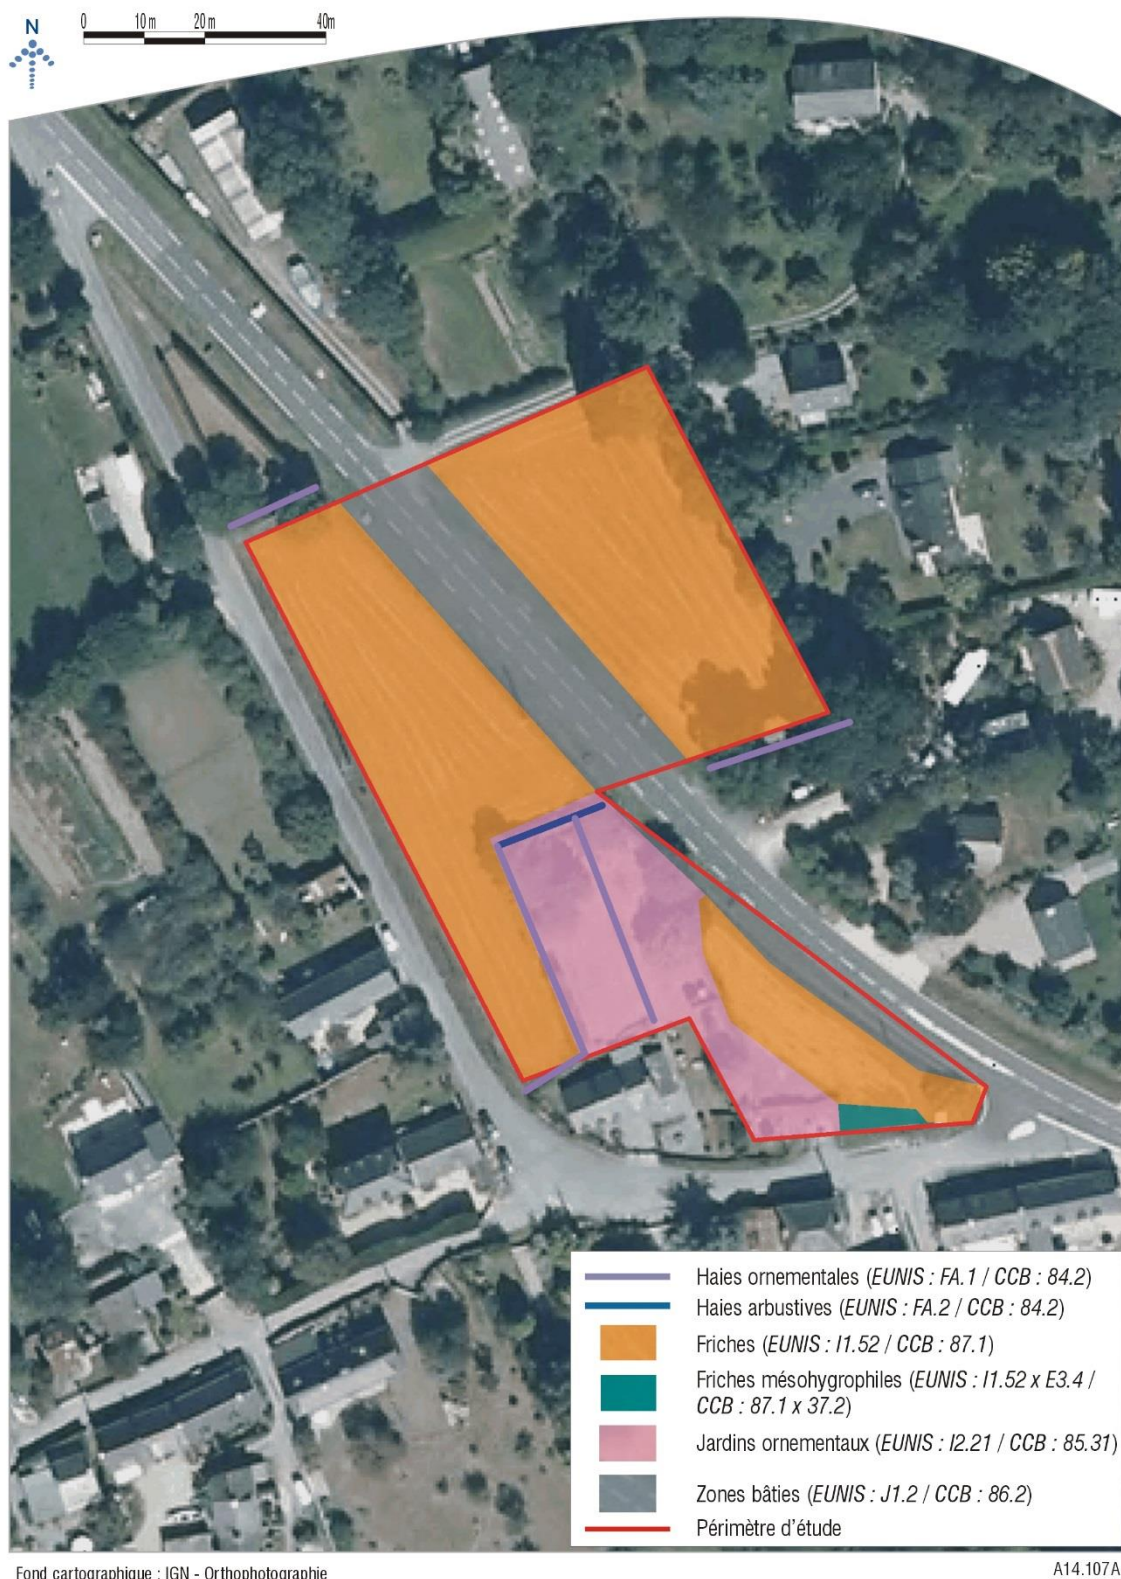 N
0 10 m 20 m 40m
Haies ornementales (EUNIS : FA.1 / CCB : 84.2)
Haies arbustives (EUNIS : FA.2 / CCB : 84.2)
Friches (EUNIS : I1.52 / CCB : 87.1)
Friches mésohygrophiles (EUNIS : I1.52 x E3.4 /
CCB : 87.1 x 37.2)
Jardins ornementaux (EUNIS : I2.21 / CCB : 85.31)
Zones bâties (EUNIS : J1.2 / CCB : 86.2)
Périmètre d'étude
Fond cartographique : IGN - Orthophotographie
A14.107A